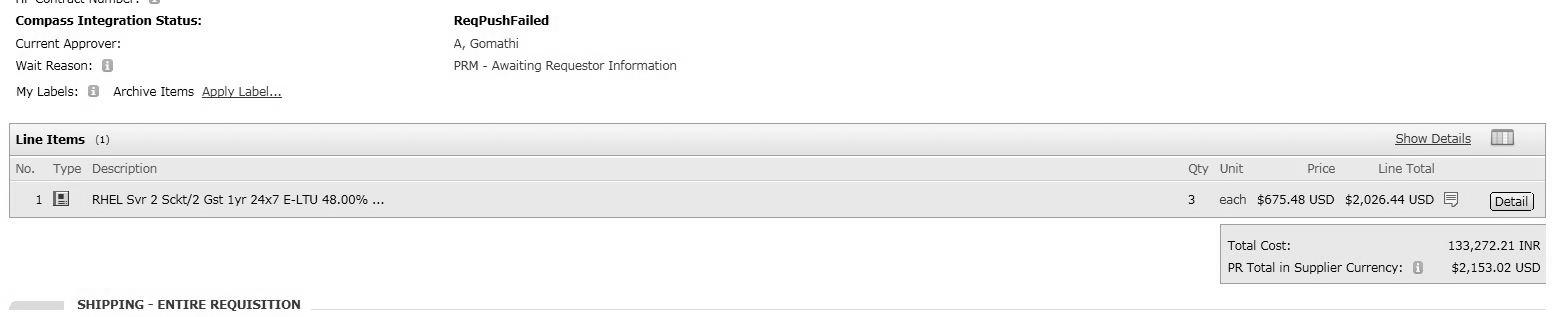 HP Contract Number:
Compass Integration Status: ReqPushFailed
Current Approver: A, Gomathi
Wait Reason: PRM - Awaiting Requestor Information
My Labels: Archive Items Apply Label...
Line Items (1) Show Details
No. Type Description Qty Unit Price Line Total
1 RHEL Svr 2 Sckt/2 Gst 1yr 24x7 E-LTU 48.00% ... 3 each $675.48 USD $2,026.44 USD Detail
Total Cost: 133,272.21 INR
PR Total in Supplier Currency: $2,153.02 USD
SHIPPING - ENTIRE REQUISITION